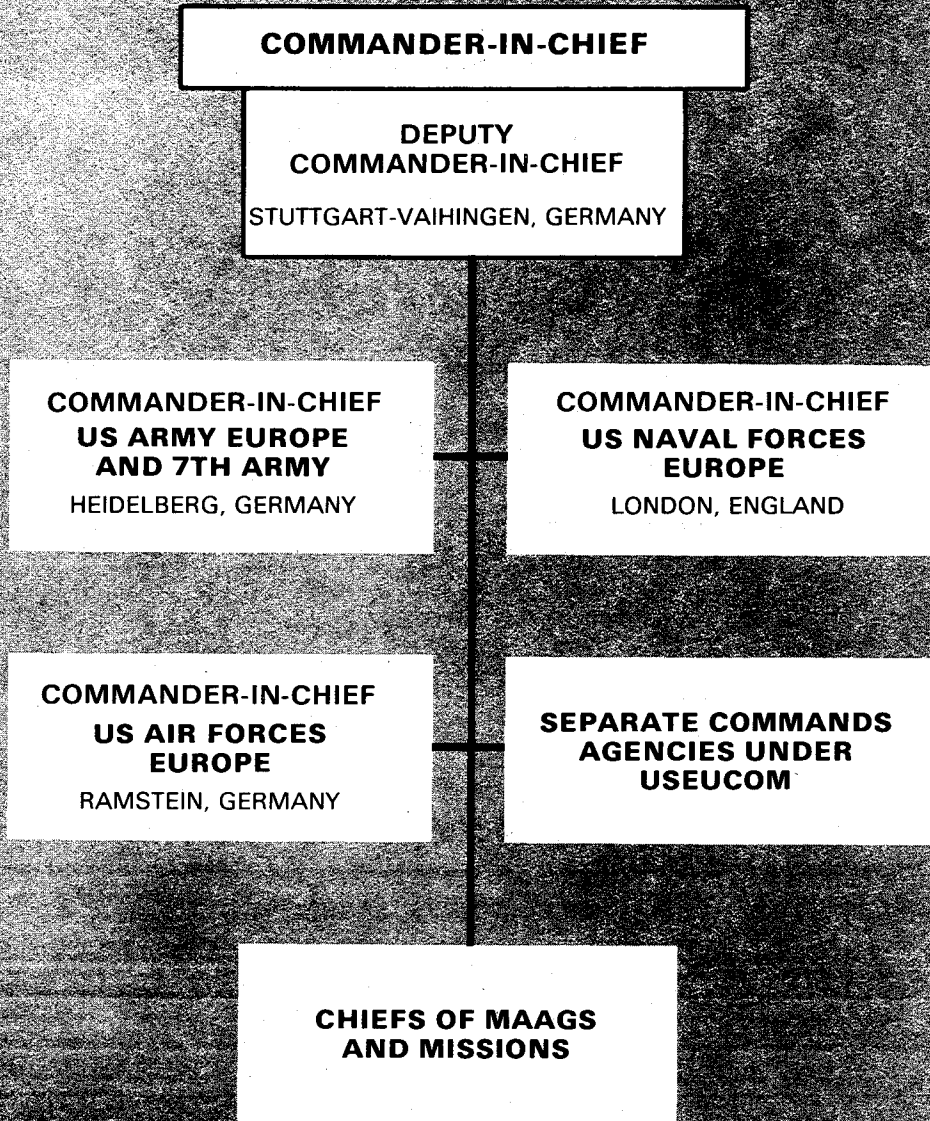 COMMANDER-IN-CHIEF
DEPUTY
COMMANDER-IN-CHIEF
STUTTGART-VAIHINGEN, GERMANY
COMMANDER-IN-CHIEF
US ARMY EUROPE
AND 7TH ARMY
HEIDELBERG, GERMANY
COMMANDER-IN-CHIEF
US NAVAL FORCES
EUROPE
LONDON, ENGLAND
COMMANDER-IN-CHIEF
US AIR FORCES
EUROPE
RAMSTEIN, GERMANY
SEPARATE COMMANDS
AGENCIES UNDER
USEUCOM
CHIEFS OF MAAGS
AND MISSIONS